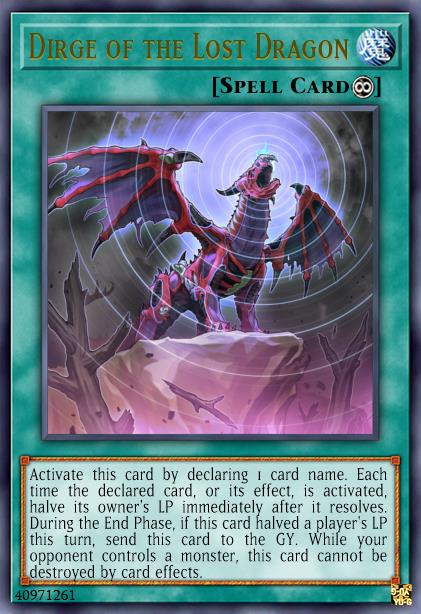 Dirge of the Lost Dragon
魔
[Spell Card]
Activate this card by declaring 1 card name. Each
time the declared card, or its effect, is activated,
halve its owner's LP immediately after it resolves.
During the End Phase, if this card halved a player's LP
this turn, send this card to the GY. While your
opponent controls a monster, this card cannot be
destroyed by card effects.
40971261